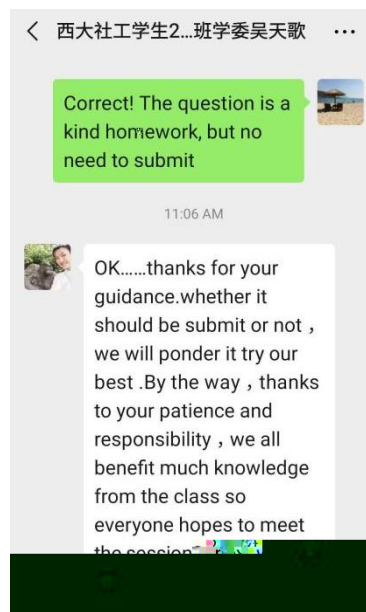 西大社工学生2...班学委吴天歌
Correct! The question is a
kind homework, but no
need to submit
11:06 AM
OK......thanks for your
guidance.whether it
should be submit or not，
we will ponder it try our
best .By the way，thanks
to your patience and
responsibility，we all
benefit much knowledge
from the class so
everyone hopes to meet
the session